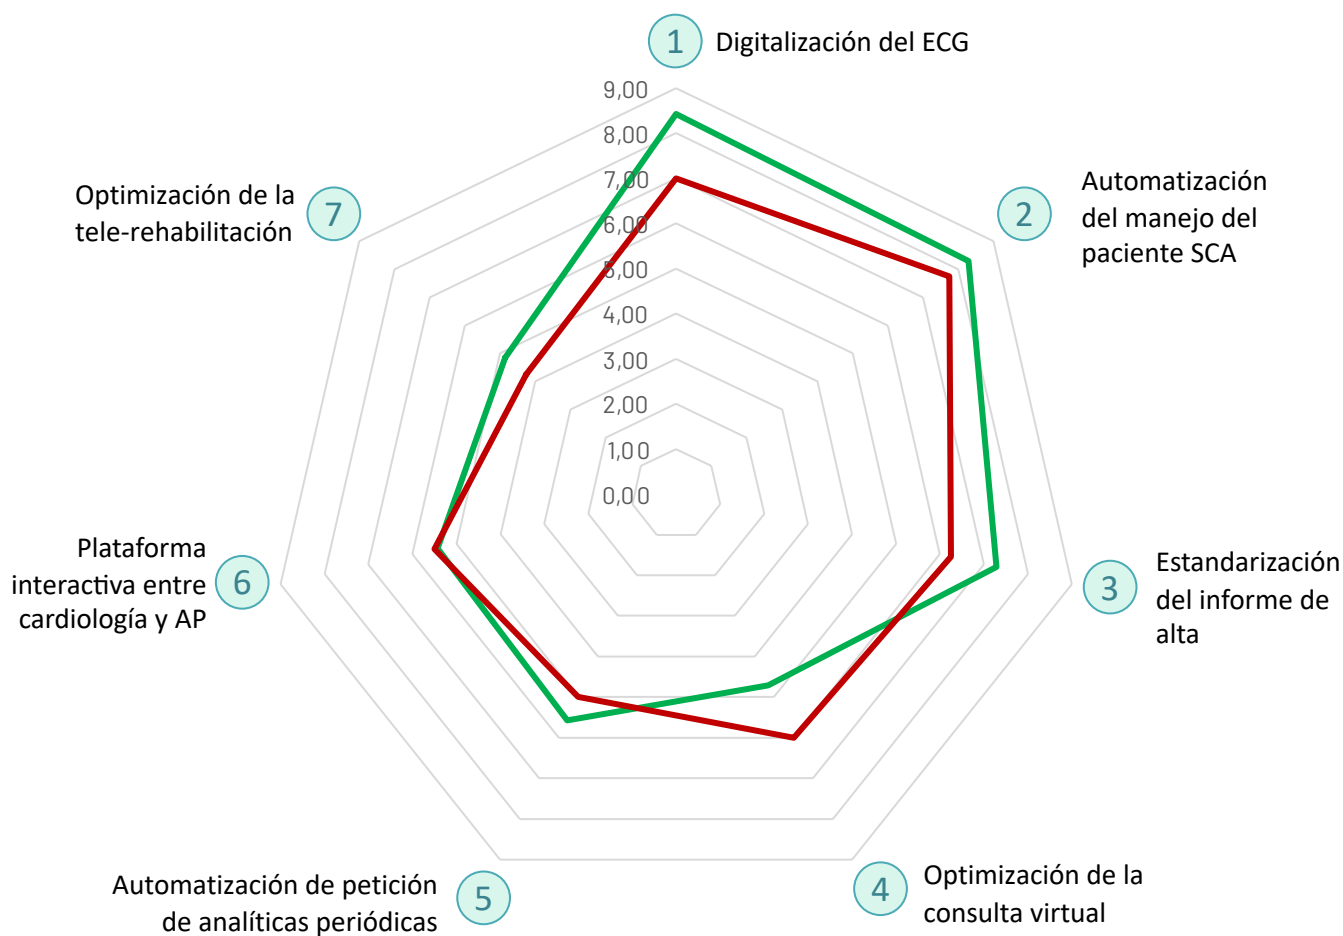 1
Digitalización del ECG
9,00
8,00
7,00
6,00
5,00
4,00
3,00
2,00
1,00
0,00
2
Automatización
del manejo del
paciente SCA
3
Estandarización
del informe de
alta
4
Optimización de la
consulta virtual
5
Automatización de petición
de analíticas periódicas
6
Plataforma
interactiva entre
cardiología y AP
7
Optimización de la
tele-rehabilitación